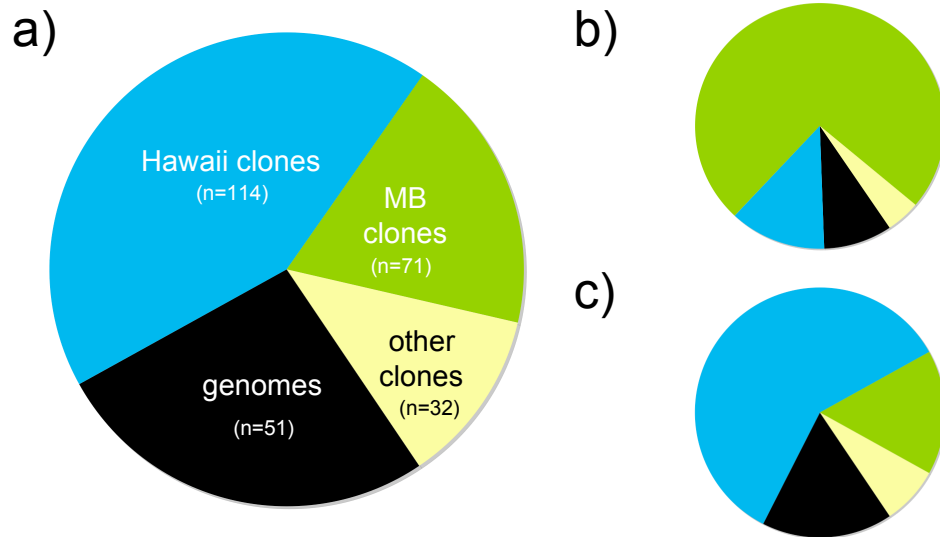 a)
Hawaii clones
(n=114)
MB
clones
(n=71)
other
clones
(n=32)
genomes
(n=51)
b)
c)